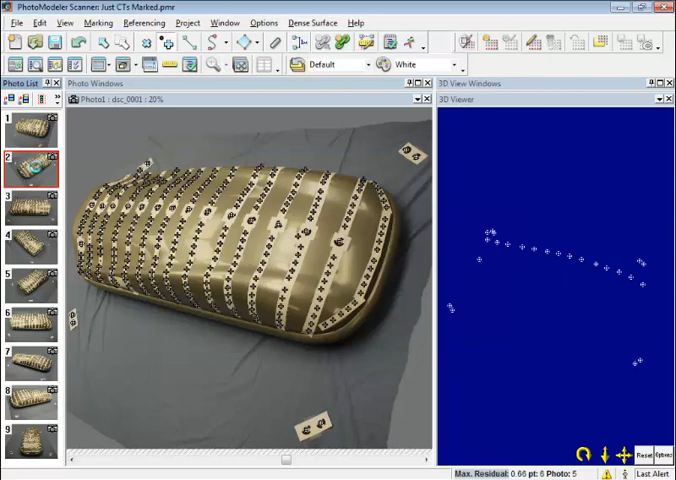 PhotoModeler Scanner: Just CTs Marked.pmr
File Edit View Marking Referencing Project Window Options Dense Surface Help
Default White
Photo List Photo Windows 3D View Windows
Photo1 : dsc_0001 : 20% 3D Viewer
1
2
3
4
5
6
7
8
9
Reset Options
Max. Residual: 0.66 pt: 6 Photo: 5 Last Alert